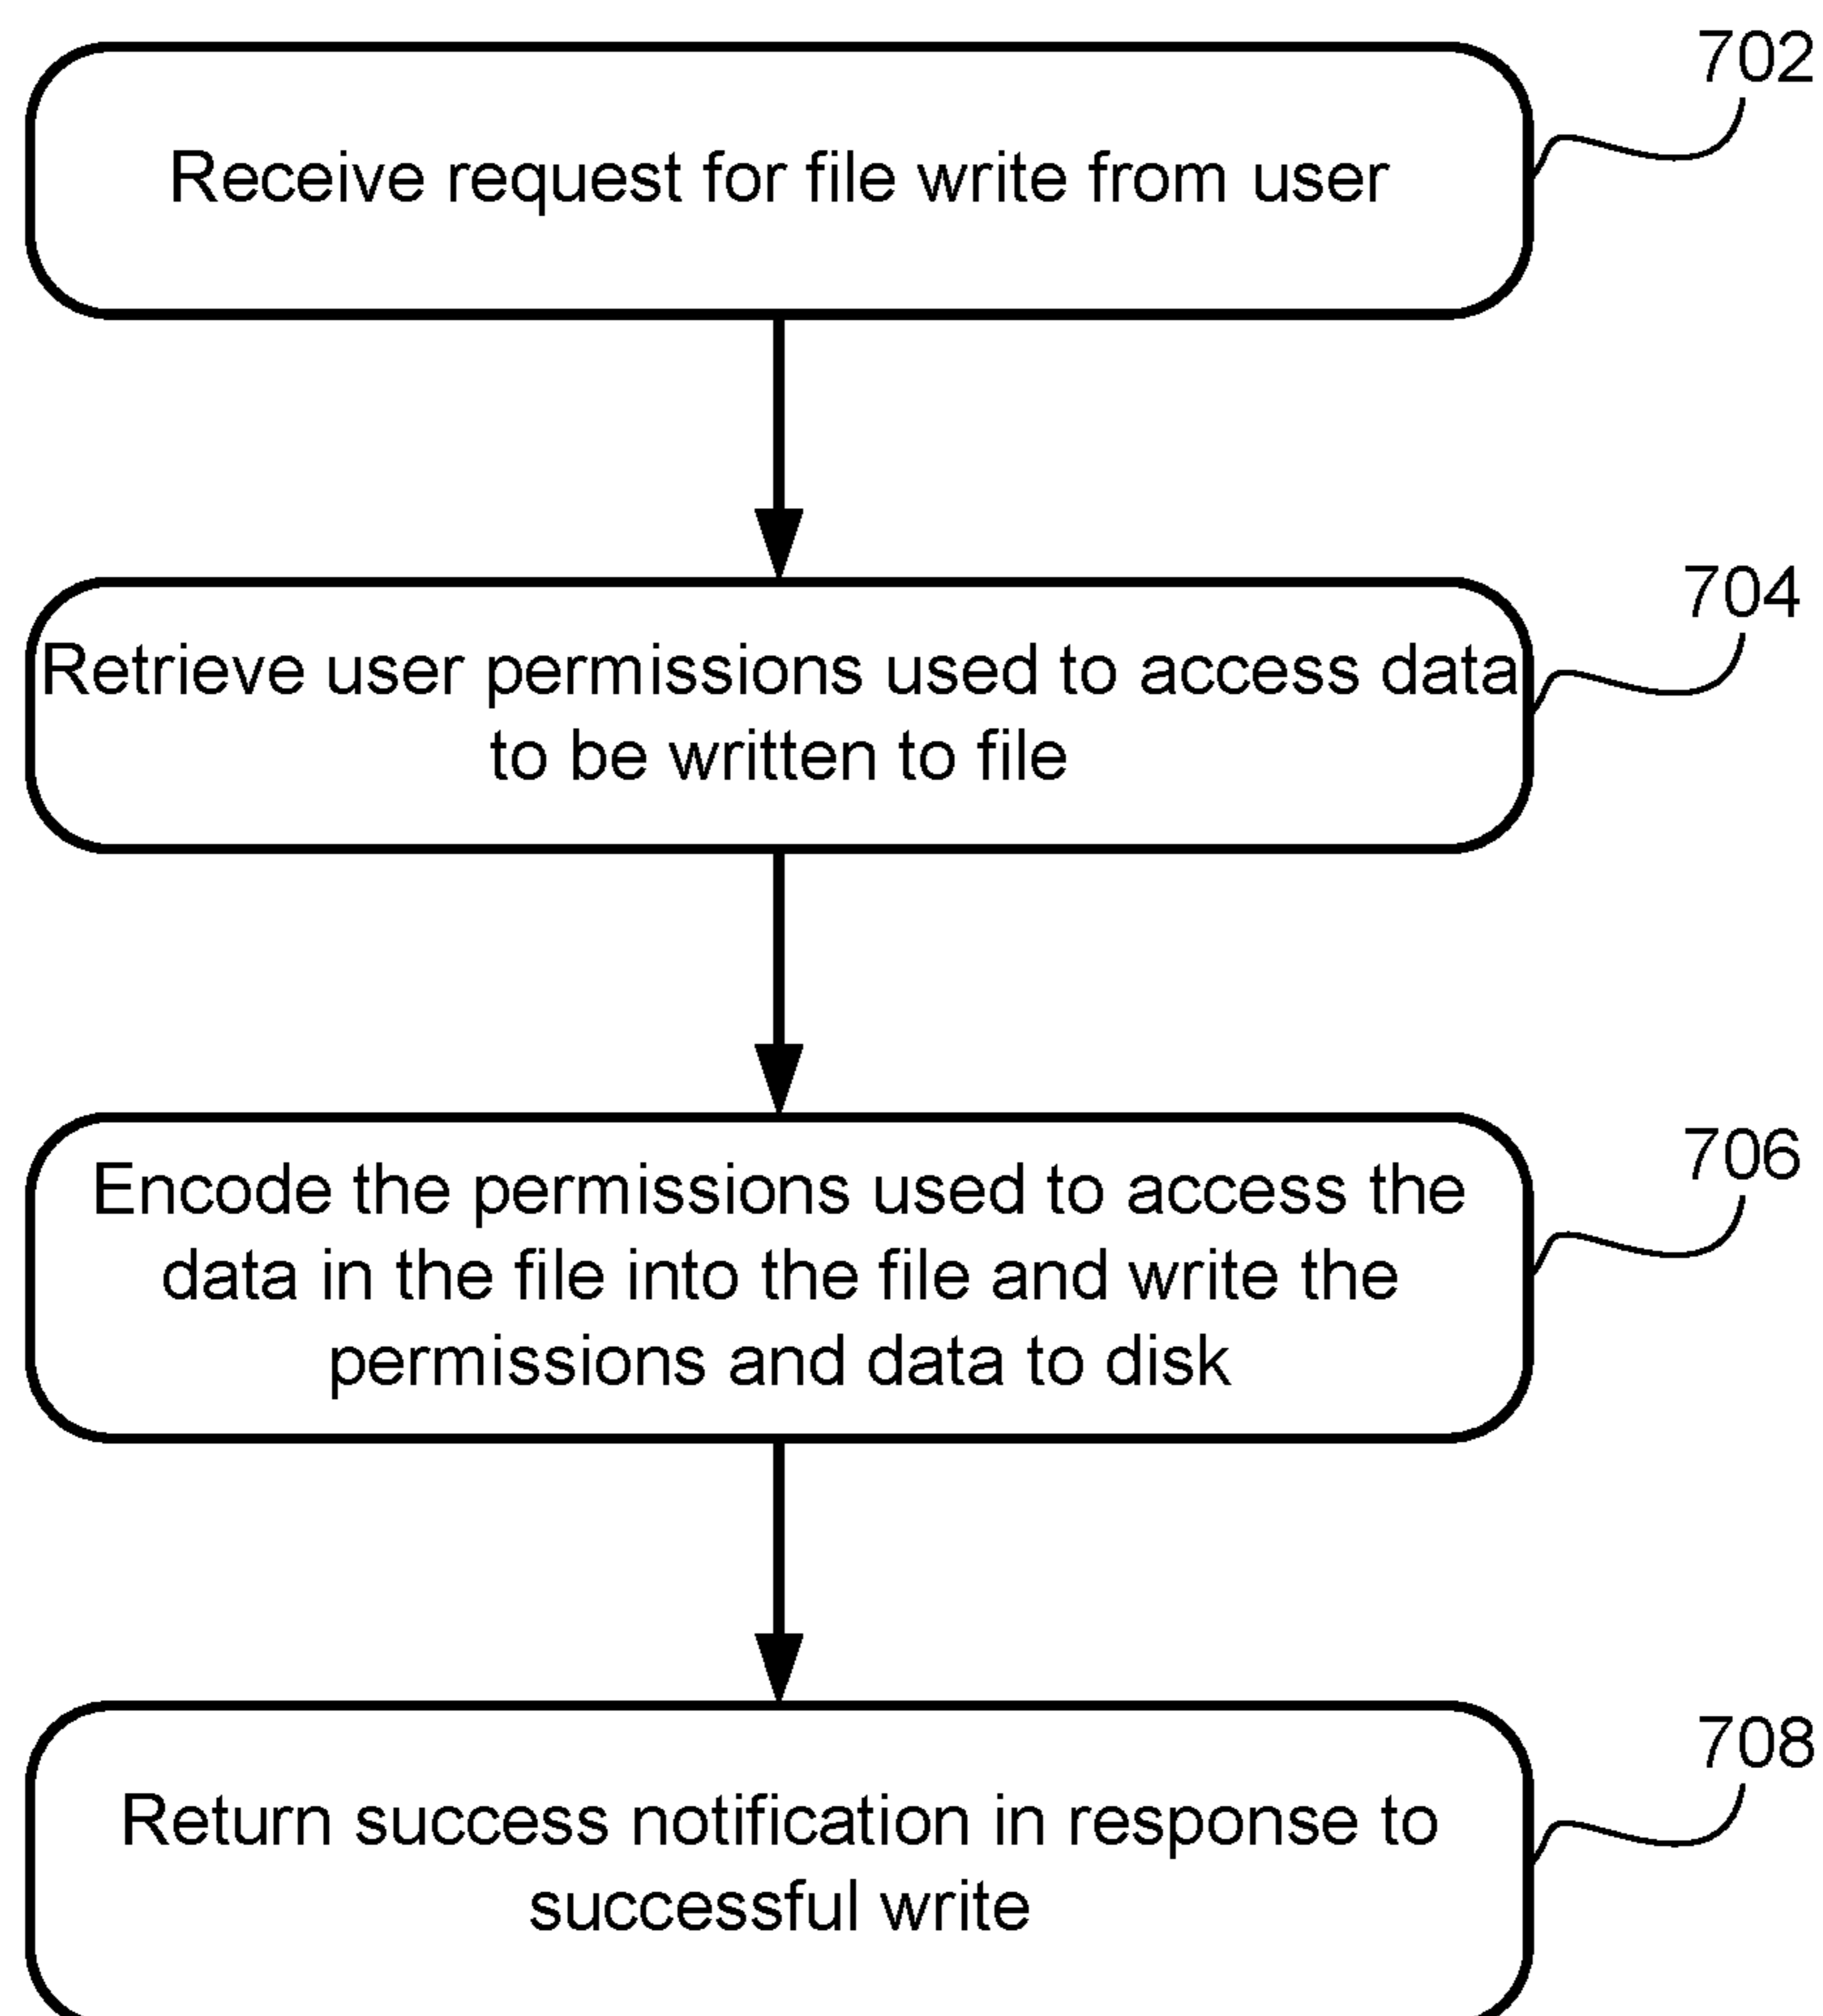 702
Receive request for file write from user
704
Retrieve user permissions used to access data
to be written to file
706
Encode the permissions used to access the
data in the file into the file and write the
permissions and data to disk
708
Return success notification in response to
successful write